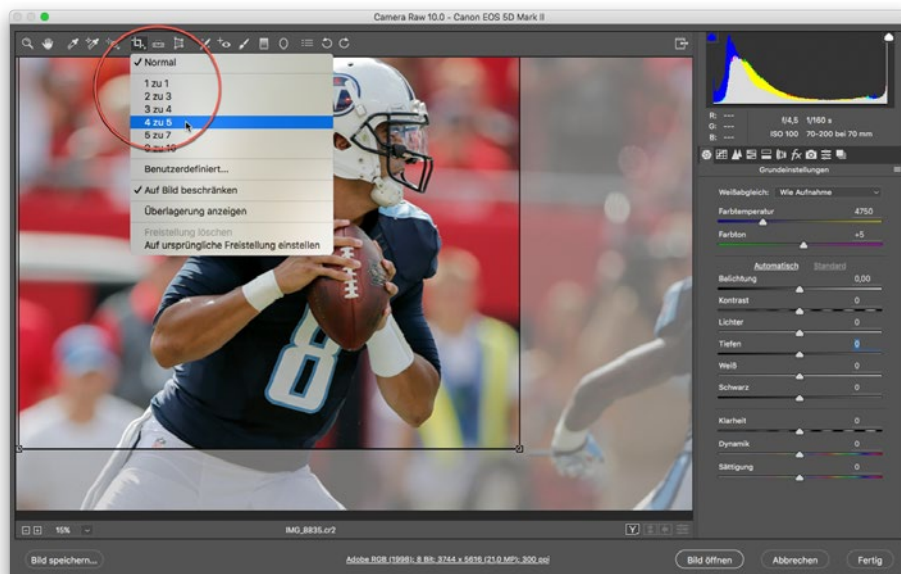 Camera Raw 10.0 - Canon EOS 5D Mark II
Normal
1 zu 1
2 zu 3
3 zu 4
4 zu 5
5 zu 7
9 zu 16
Benutzerdefiniert...
Auf Bild beschränken
Überlagerung anzeigen
Freistellung löschen
Auf ursprüngliche Freistellung einstellen
8
R: ---
G: ---
B: ---
f/4,5 1/160 s
ISO 100 70-200 bei 70 mm
Grundeinstellungen
Weißabgleich: Wie Aufnahme
Farbtemperatur 4750
Farbton +5
Automatisch Standard
Belichtung 0,00
Kontrast 0
Lichter 0
Tiefen 0
Weiß 0
Schwarz 0
Klarheit 0
Dynamik 0
Sättigung 0
15% IMG_8835.cr2 Y
Bild speichern... Adobe RGB (1998); 8 Bit; 3744 x 5616 (21,0 MP); 300 ppi Bild öffnen Abbrechen Fertig